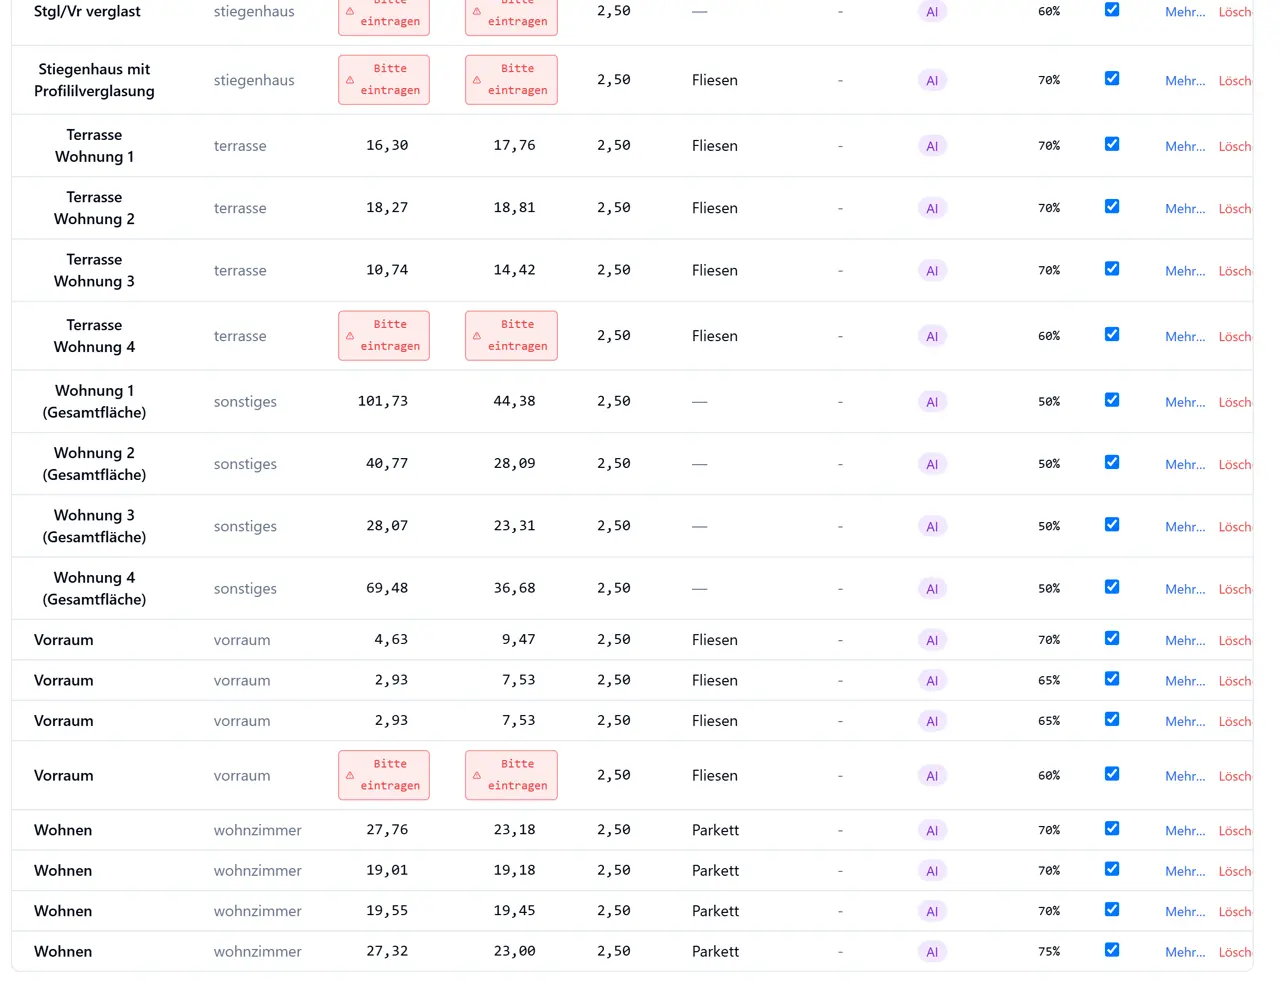 Stgl/Vr verglast stiegenhaus ⚠ Bitte eintragen ⚠ Bitte eintragen 2,50 — - AI 60% Mehr... Lösch
Stiegenhaus mit Profililverglasung stiegenhaus ⚠ Bitte eintragen ⚠ Bitte eintragen 2,50 Fliesen - AI 70% Mehr... Lösch
Terrasse Wohnung 1 terrasse 16,30 17,76 2,50 Fliesen - AI 70% Mehr... Lösch
Terrasse Wohnung 2 terrasse 18,27 18,81 2,50 Fliesen - AI 70% Mehr... Lösch
Terrasse Wohnung 3 terrasse 10,74 14,42 2,50 Fliesen - AI 70% Mehr... Lösch
Terrasse Wohnung 4 terrasse ⚠ Bitte eintragen ⚠ Bitte eintragen 2,50 Fliesen - AI 60% Mehr... Lösch
Wohnung 1 (Gesamtfläche) sonstiges 101,73 44,38 2,50 — - AI 50% Mehr... Lösch
Wohnung 2 (Gesamtfläche) sonstiges 40,77 28,09 2,50 — - AI 50% Mehr... Lösch
Wohnung 3 (Gesamtfläche) sonstiges 28,07 23,31 2,50 — - AI 50% Mehr... Lösch
Wohnung 4 (Gesamtfläche) sonstiges 69,48 36,68 2,50 — - AI 50% Mehr... Lösch
Vorraum vorraum 4,63 9,47 2,50 Fliesen - AI 70% Mehr... Lösch
Vorraum vorraum 2,93 7,53 2,50 Fliesen - AI 65% Mehr... Lösch
Vorraum vorraum 2,93 7,53 2,50 Fliesen - AI 65% Mehr... Lösch
Vorraum vorraum ⚠ Bitte eintragen ⚠ Bitte eintragen 2,50 Fliesen - AI 60% Mehr... Lösch
Wohnen wohnzimmer 27,76 23,18 2,50 Parkett - AI 70% Mehr... Lösch
Wohnen wohnzimmer 19,01 19,18 2,50 Parkett - AI 70% Mehr... Lösch
Wohnen wohnzimmer 19,55 19,45 2,50 Parkett - AI 70% Mehr... Lösch
Wohnen wohnzimmer 27,32 23,00 2,50 Parkett - AI 75% Mehr... Lösch